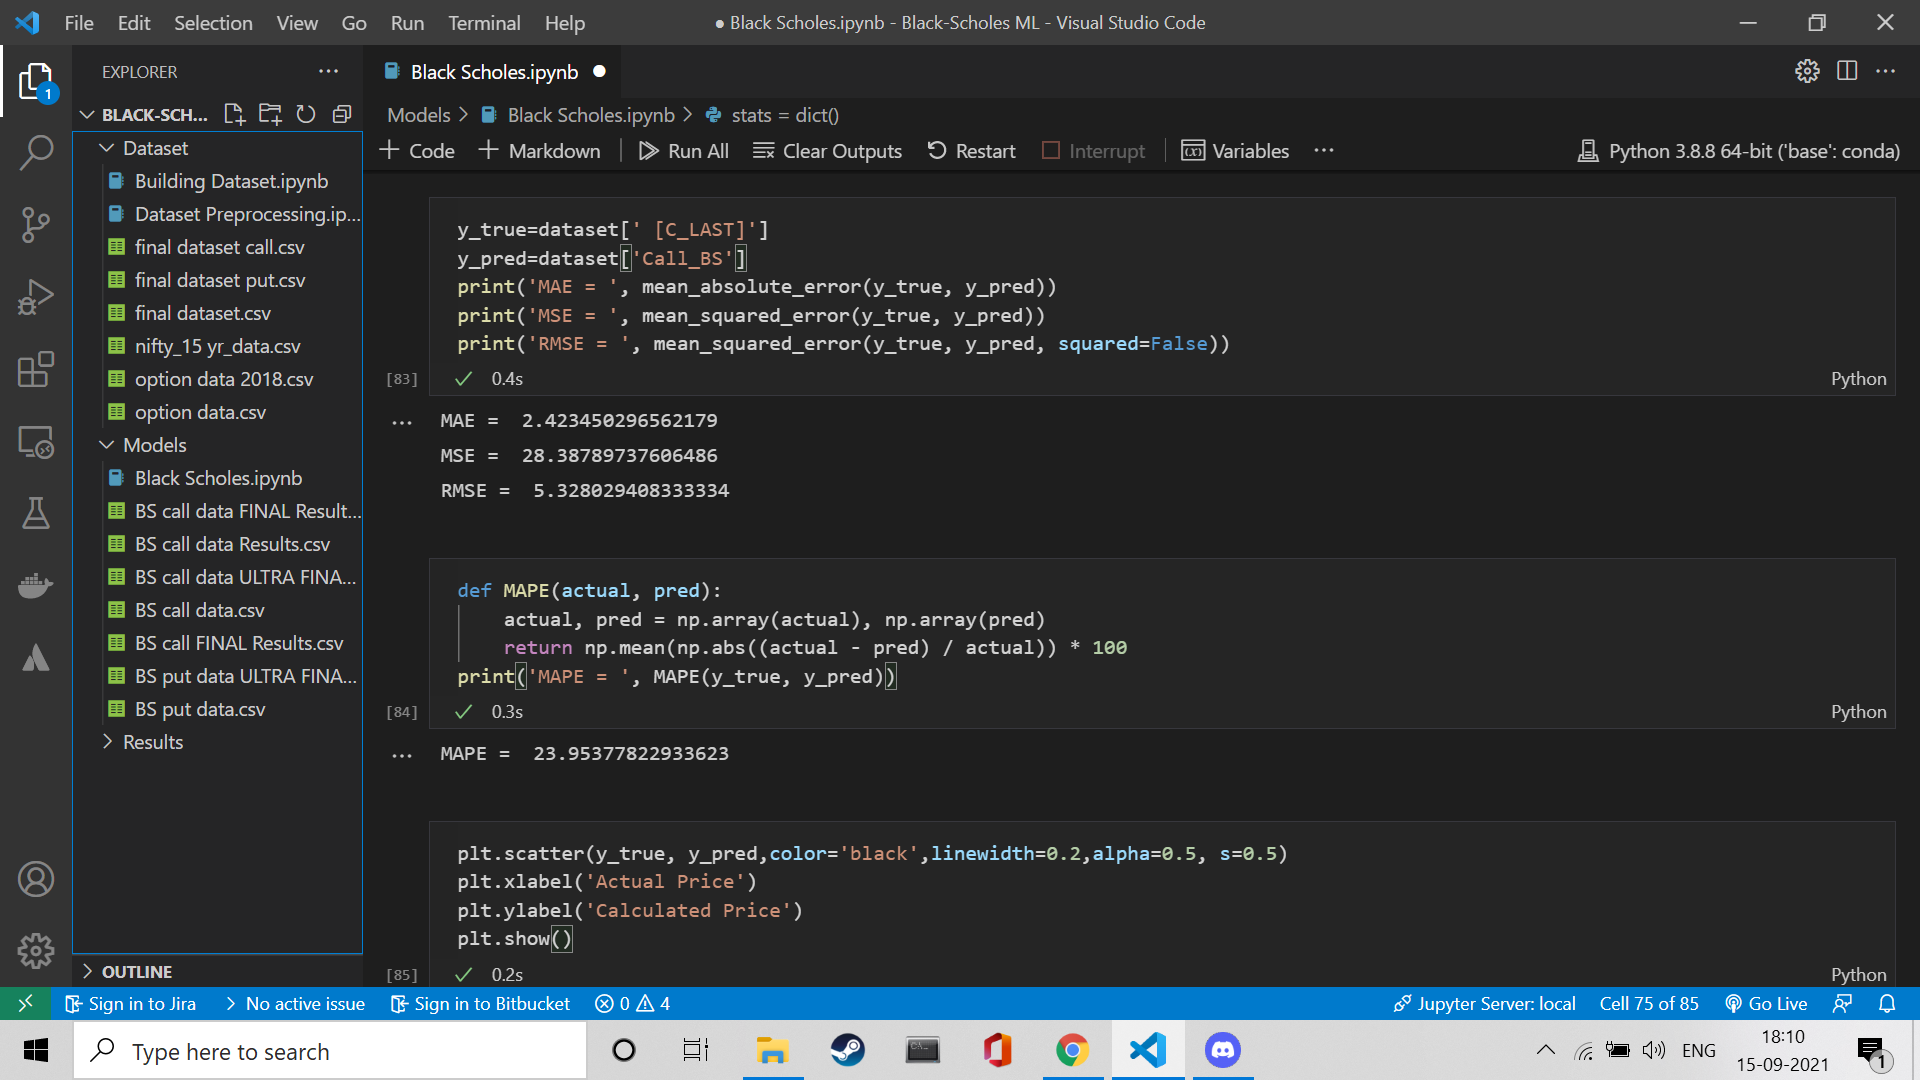 File Edit Selection View Go Run Terminal Help
● Black Scholes.ipynb - Black-Scholes ML - Visual Studio Code
EXPLORER
1
BLACK-SCH...
Dataset
Building Dataset.ipynb
Dataset Preprocessing.ip...
final dataset call.csv
final dataset put.csv
final dataset.csv
nifty_15 yr_data.csv
option data 2018.csv
option data.csv
Models
Black Scholes.ipynb
BS call data FINAL Result...
BS call data Results.csv
BS call data ULTRA FINA...
BS call data.csv
BS call FINAL Results.csv
BS put data ULTRA FINA...
BS put data.csv
Results
OUTLINE
Black Scholes.ipynb
Models > Black Scholes.ipynb > stats = dict()
+ Code + Markdown Run All Clear Outputs Restart Interrupt Variables ... Python 3.8.8 64-bit ('base': conda)
y_true=dataset[' [C_LAST]']
y_pred=dataset['Call_BS']
print('MAE = ', mean_absolute_error(y_true, y_pred))
print('MSE = ', mean_squared_error(y_true, y_pred))
print('RMSE = ', mean_squared_error(y_true, y_pred, squared=False))
[83] 0.4s Python
... MAE =  2.423450296562179
MSE =  28.38789737606486
RMSE =  5.328029408333334
def MAPE(actual, pred):
    actual, pred = np.array(actual), np.array(pred)
    return np.mean(np.abs((actual - pred) / actual)) * 100
print('MAPE = ', MAPE(y_true, y_pred))
[84] 0.3s Python
... MAPE =  23.95377822933623
plt.scatter(y_true, y_pred,color='black',linewidth=0.2,alpha=0.5, s=0.5)
plt.xlabel('Actual Price')
plt.ylabel('Calculated Price')
plt.show()
[85] 0.2s Python
Sign in to Jira > No active issue Sign in to Bitbucket 0 4 Jupyter Server: local Cell 75 of 85 Go Live
Type here to search
ENG
18:10
15-09-2021
1